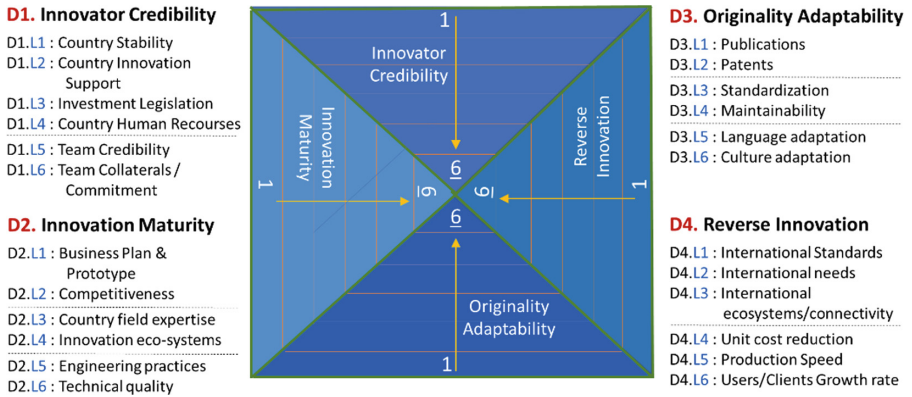 D1. Innovator Credibility
D1.L1 : Country Stability
D1.L2 : Country Innovation
Support
D1.L3 : Investment Legislation
D1.L4 : Country Human Recourses
D1.L5 : Team Credibility
D1.L6 : Team Collaterals /
Commitment
D2. Innovation Maturity
D2.L1 : Business Plan &
Prototype
D2.L2 : Competitiveness
D2.L3 : Country field expertise
D2.L4 : Innovation eco-systems
D2.L5 : Engineering practices
D2.L6 : Technical quality
1
Innovator
Credibility
6
Innovation
Maturity
1
6
Reverse
Innovation
1
6
6
Originality
Adaptability
1
D3. Originality Adaptability
D3.L1 : Publications
D3.L2 : Patents
D3.L3 : Standardization
D3.L4 : Maintainability
D3.L5 : Language adaptation
D3.L6 : Culture adaptation
D4. Reverse Innovation
D4.L1 : International Standards
D4.L2 : International needs
D4.L3 : International
ecosystems/connectivity
D4.L4 : Unit cost reduction
D4.L5 : Production Speed
D4.L6 : Users/Clients Growth rate